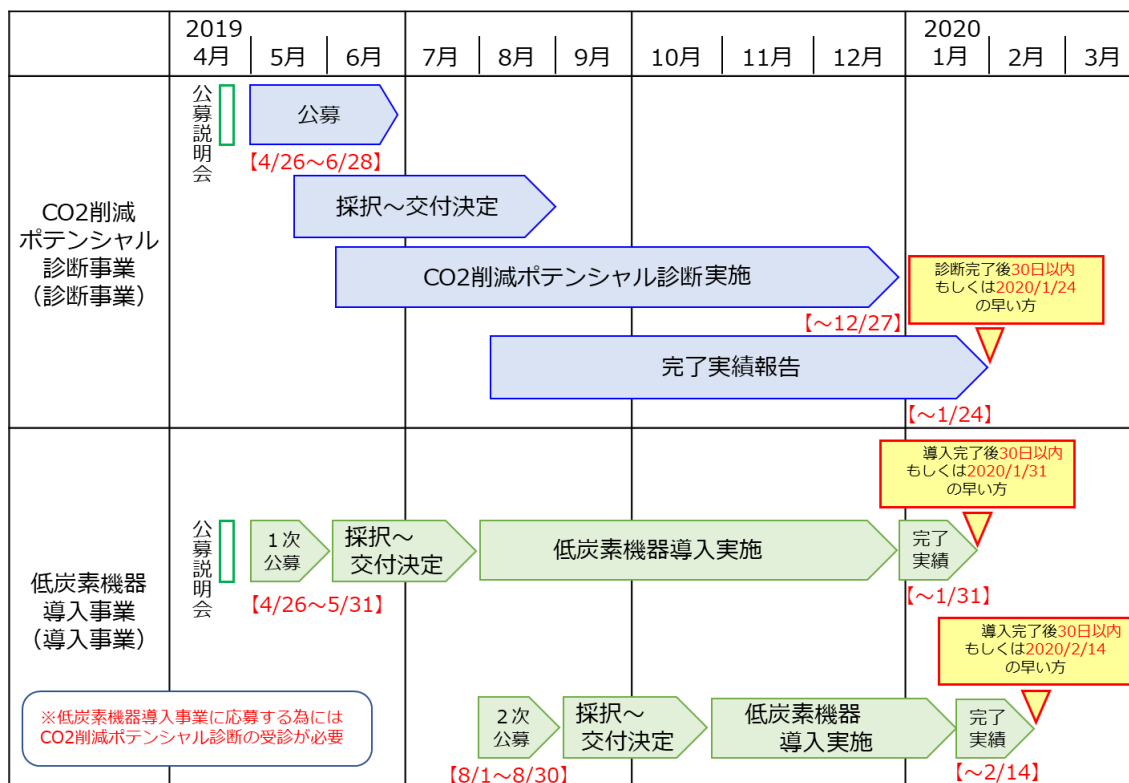 2019
4月
5月
6月
7月
8月
9月
10月
11月
12月
2020
1月
2月
3月
CO2削減
ポテンシャル
診断事業
(診断事業)
公募説明会
公募
【4/26～6/28】
採択～交付決定
CO2削減ポテンシャル診断実施
【～12/27】
診断完了後30日以内
もしくは2020/1/24
の早い方
完了実績報告
【～1/24】
低炭素機器
導入事業
(導入事業)
公募説明会
1次
公募
【4/26～5/31】
採択～
交付決定
低炭素機器導入実施
完了
実績
【～1/31】
導入完了後30日以内
もしくは2020/1/31
の早い方
2次
公募
【8/1～8/30】
採択～
交付決定
低炭素機器
導入実施
完了
実績
【～2/14】
導入完了後30日以内
もしくは2020/2/14
の早い方
※低炭素機器導入事業に応募する為には
CO2削減ポテンシャル診断の受診が必要